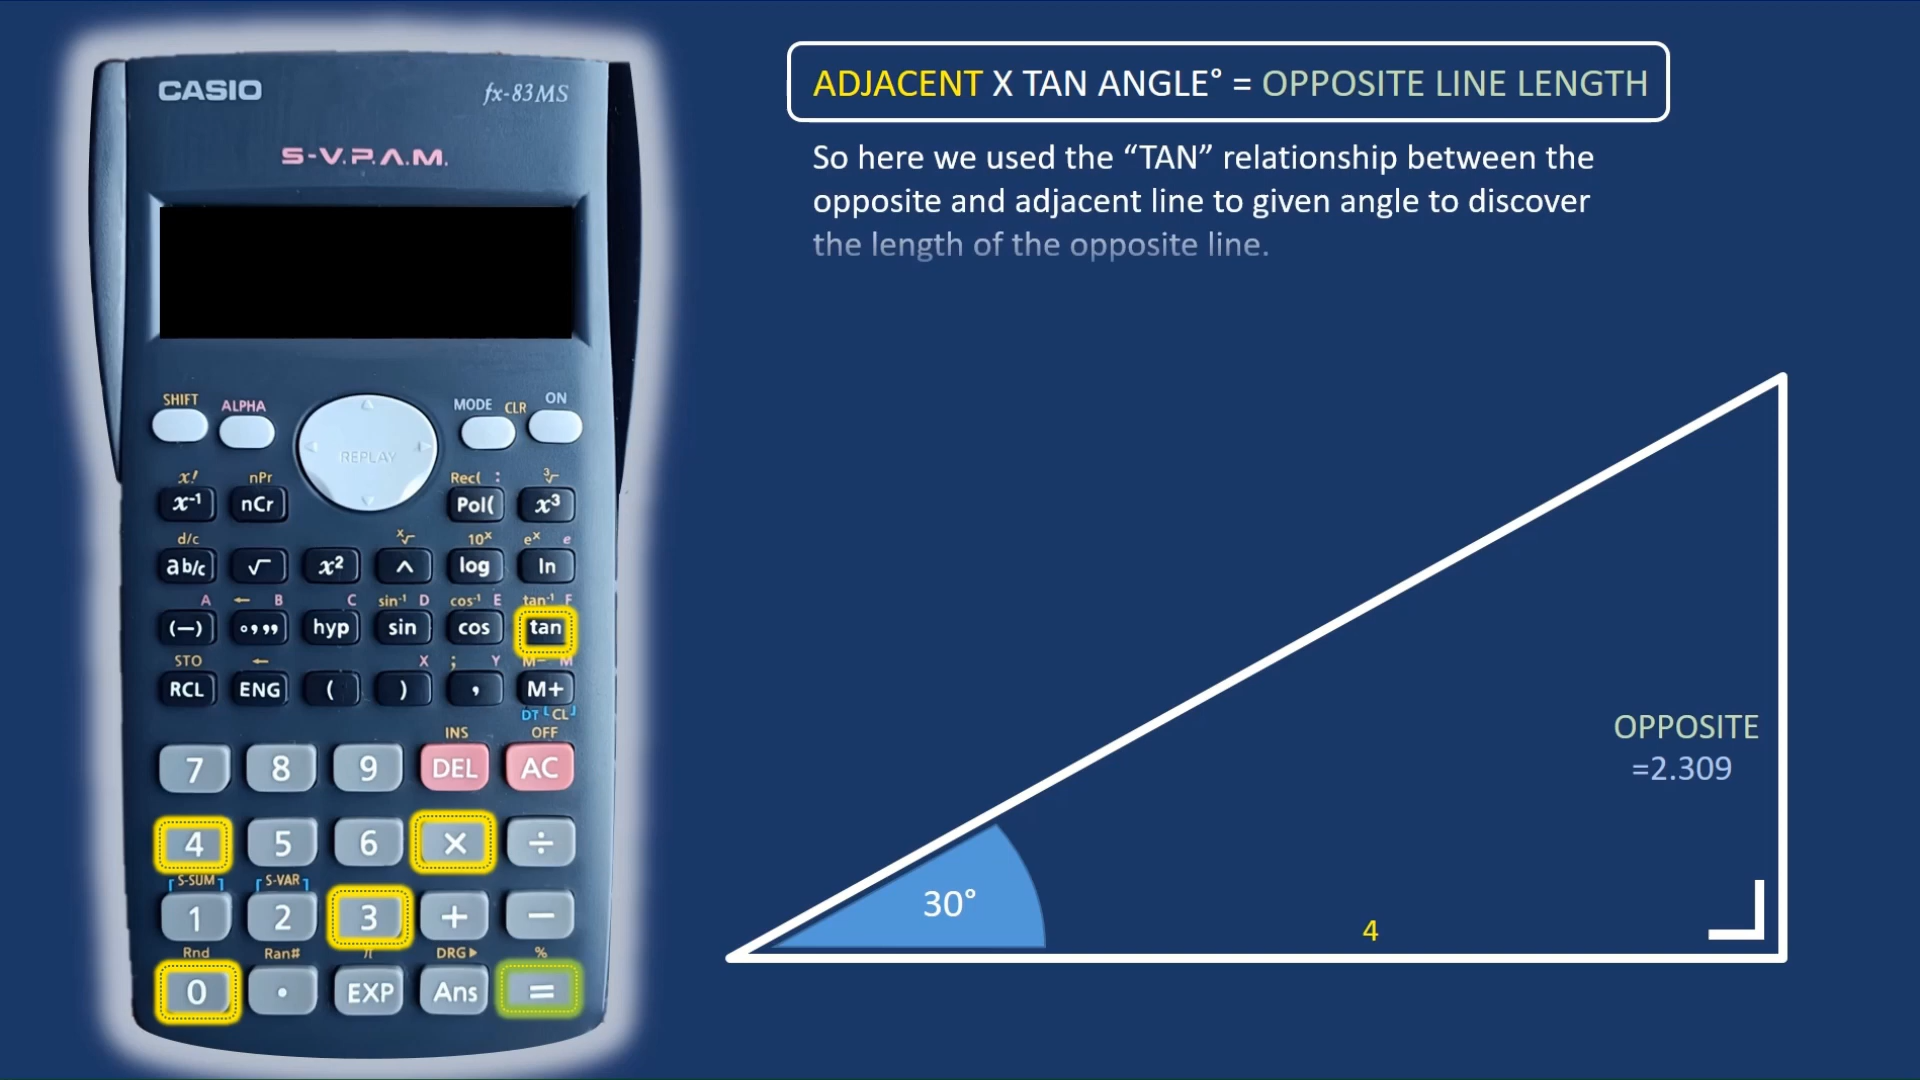 CASIO fx-83MS
S-V.P.A.M.
SHIFT ALPHA MODE CLR ON
REPLAY
x! nPr Rec( : ³√
x⁻¹ nCr Pol( x³
d/c ˣ√ 10ˣ eˣ e
ab/c √ x² ^ log ln
A ← B C sin⁻¹ D cos⁻¹ E tan⁻¹ F
(–) °,,, hyp sin cos tan
STO ← X ; Y M– M
RCL ENG ( ) , M+
DT CL
INS OFF
7 8 9 DEL AC
4 5 6 × ÷
S-SUM S-VAR
1 2 3 + −
Rnd Ran# π DRG▶ %
0 · EXP Ans =
ADJACENT X TAN ANGLE° = OPPOSITE LINE LENGTH
So here we used the “TAN” relationship between the
opposite and adjacent line to given angle to discover
the length of the opposite line.
OPPOSITE
=2.309
30°
4